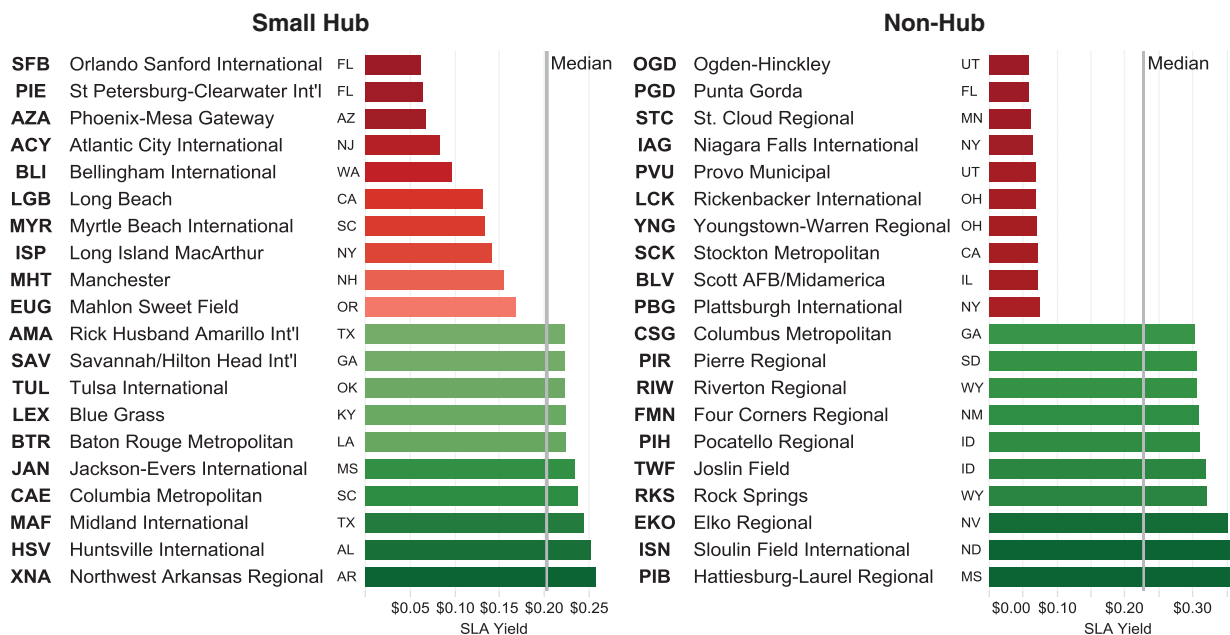 Small Hub
SFB Orlando Sanford International FL
PIE St Petersburg-Clearwater Int'l FL
AZA Phoenix-Mesa Gateway AZ
ACY Atlantic City International NJ
BLI Bellingham International WA
LGB Long Beach CA
MYR Myrtle Beach International SC
ISP Long Island MacArthur NY
MHT Manchester NH
EUG Mahlon Sweet Field OR
AMA Rick Husband Amarillo Int'l TX
SAV Savannah/Hilton Head Int'l GA
TUL Tulsa International OK
LEX Blue Grass KY
BTR Baton Rouge Metropolitan LA
JAN Jackson-Evers International MS
CAE Columbia Metropolitan SC
MAF Midland International TX
HSV Huntsville International AL
XNA Northwest Arkansas Regional AR
Median
$0.05 $0.10 $0.15 $0.20 $0.25
SLA Yield
Non-Hub
OGD Ogden-Hinckley UT
PGD Punta Gorda FL
STC St. Cloud Regional MN
IAG Niagara Falls International NY
PVU Provo Municipal UT
LCK Rickenbacker International OH
YNG Youngstown-Warren Regional OH
SCK Stockton Metropolitan CA
BLV Scott AFB/Midamerica IL
PBG Plattsburgh International NY
CSG Columbus Metropolitan GA
PIR Pierre Regional SD
RIW Riverton Regional WY
FMN Four Corners Regional NM
PIH Pocatello Regional ID
TWF Joslin Field ID
RKS Rock Springs WY
EKO Elko Regional NV
ISN Sloulin Field International ND
PIB Hattiesburg-Laurel Regional MS
Median
$0.00 $0.10 $0.20 $0.30
SLA Yield